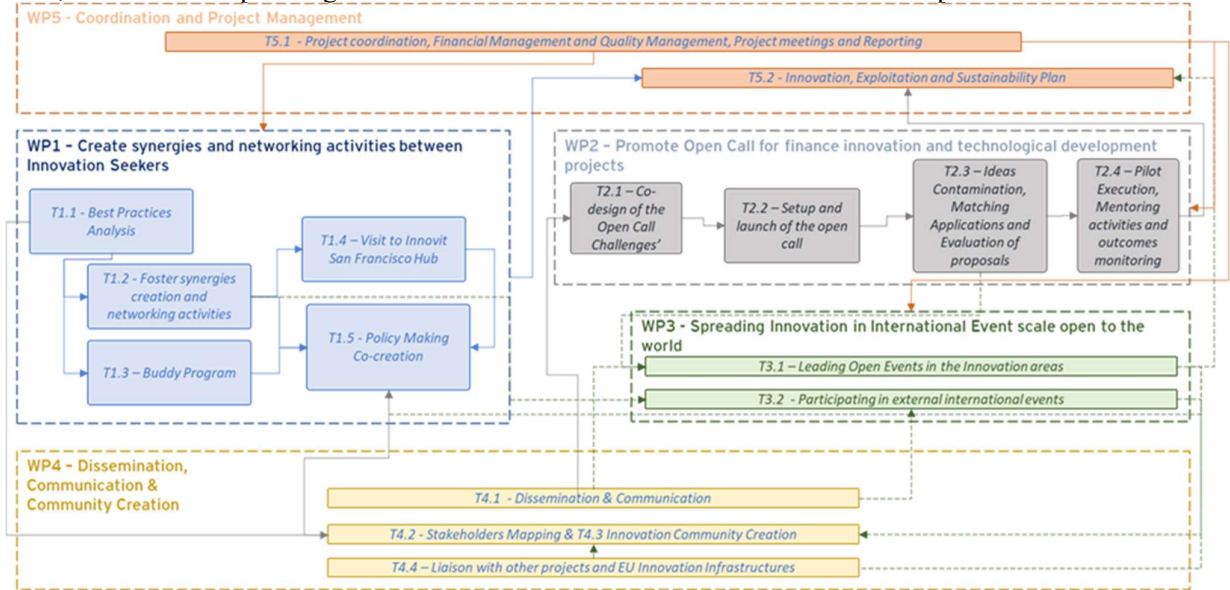 WP5 - Coordination and Project Management
T5.1 - Project coordination, Financial Management and Quality Management, Project meetings and Reporting
T5.2 - Innovation, Exploitation and Sustainability Plan
WP1 – Create synergies and networking activities between
Innovation Seekers
T1.1 - Best Practices
Analysis
T1.2 - Foster synergies
creation and
networking activities
T1.3 – Buddy Program
T1.4 – Visit to Innovit
San Francisco Hub
T1.5 - Policy Making
Co-creation
WP2 – Promote Open Call for finance innovation and technological development
projects
T2.1 – Co-
design of the
Open Call
Challenges’
T2.2 – Setup and
launch of the open
call
T2.3 – Ideas
Contamination,
Matching
Applications and
Evaluation of
proposals
T2.4 – Pilot
Execution,
Mentoring
activities and
outcomes
monitoring
WP3 - Spreading Innovation in International Event scale open to the
world
T3.1 – Leading Open Events in the Innovation areas
T3.2 - Participating in external international events
WP4 – Dissemination,
Communication &
Community Creation
T4.1 - Dissemination & Communication
T4.2 - Stakeholders Mapping & T4.3 Innovation Community Creation
T4.4 – Liaison with other projects and EU Innovation Infrastructures